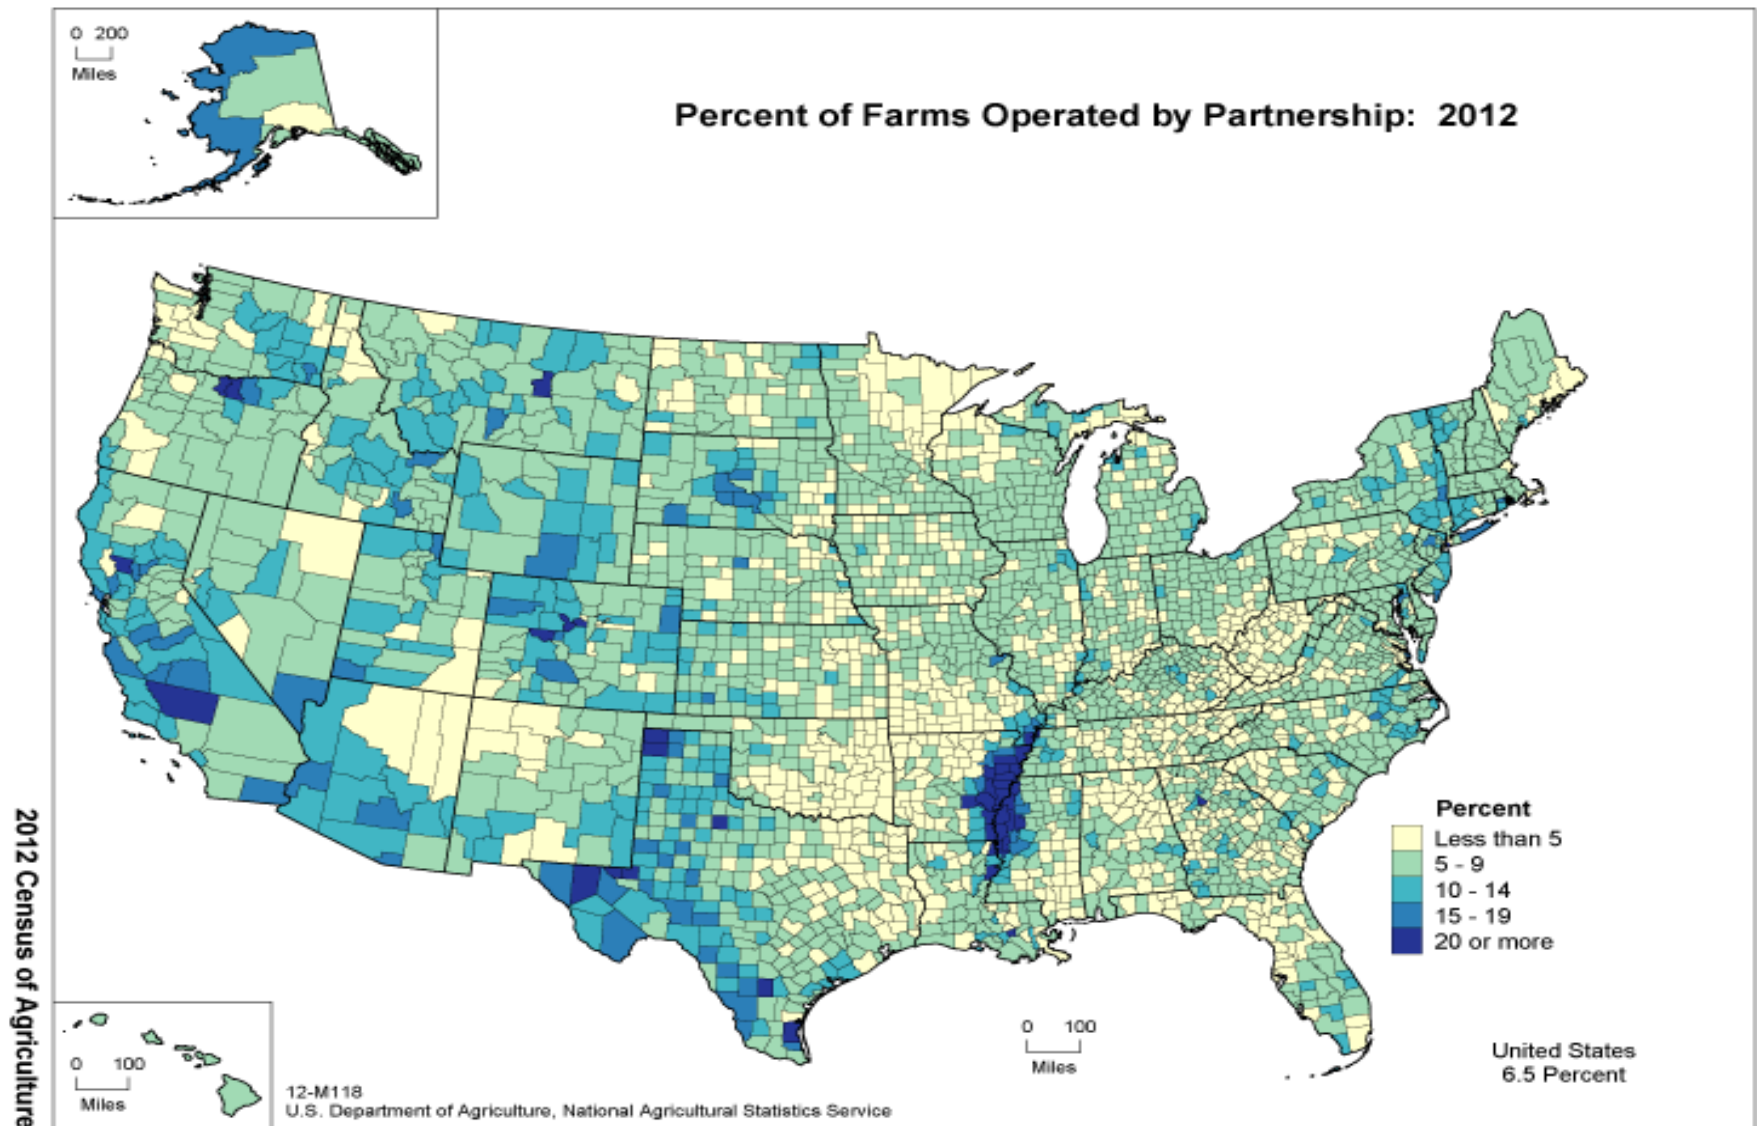 0 200
Miles
Percent of Farms Operated by Partnership: 2012
2012 Census of Agriculture
Percent
Less than 5
5 - 9
10 - 14
15 - 19
20 or more
0 100
Miles
United States
6.5 Percent
0 100
Miles
12-M118
U.S. Department of Agriculture, National Agricultural Statistics Service